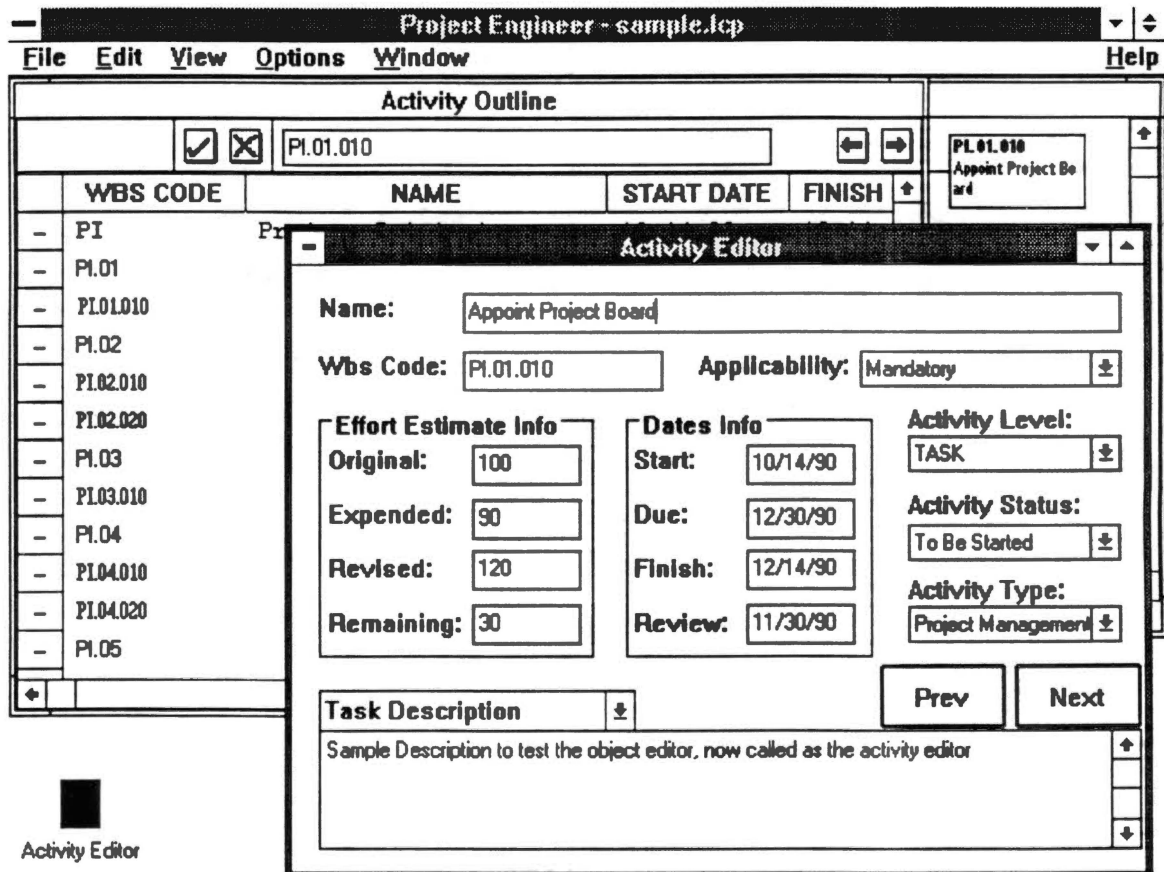 Project Engineer - sample.lcp
File Edit View Options Window Help
Activity Outline
PI.01.010
WBS CODE NAME START DATE FINISH
PI.01.010
Appoint Project Bo
ard
PI
PI.01
PI.01.010
PI.02
PI.02.010
PI.02.020
PI.03
PI.03.010
PI.04
PI.04.010
PI.04.020
PI.05
Activity Editor
Name: Appoint Project Board
Wbs Code: PI.01.010 Applicability: Mandatory
Effort Estimate Info
Original: 100
Expended: 90
Revised: 120
Remaining: 30
Dates Info
Start: 10/14/90
Due: 12/30/90
Finish: 12/14/90
Review: 11/30/90
Activity Level:
TASK
Activity Status:
To Be Started
Activity Type:
Project Management
Prev Next
Task Description
Sample Description to test the object editor, now called as the activity editor
Activity Editor